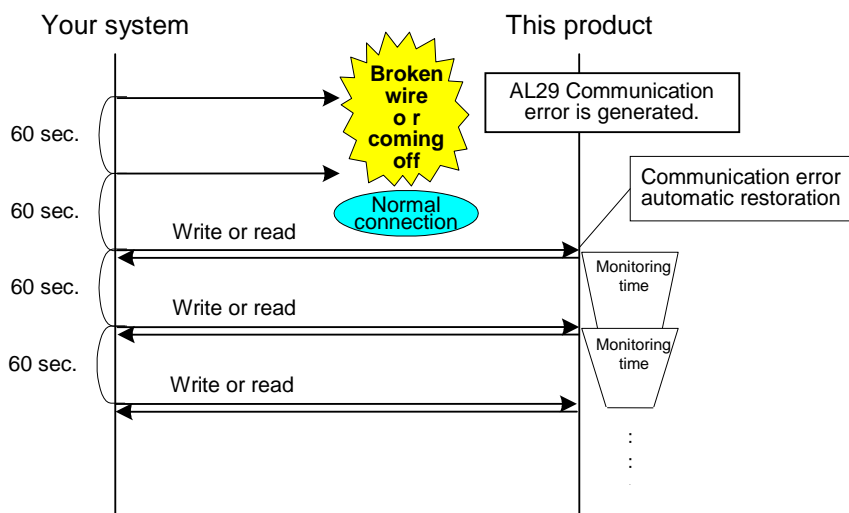 Your system
This product
Broken
wire
o r
coming
off
AL29 Communication
error is generated.
60 sec.
60 sec.
Normal
connection
Communication error
automatic restoration
Write or read
60 sec.
Monitoring
time
Write or read
60 sec.
Monitoring
time
Write or read